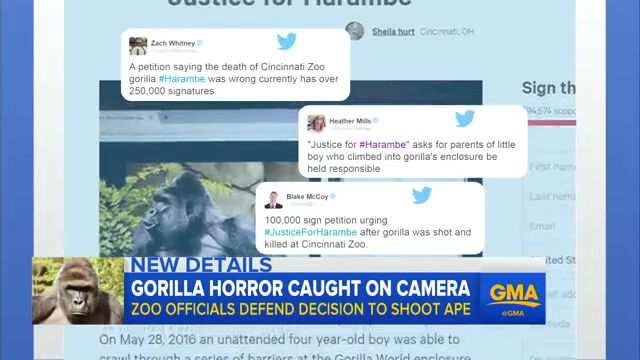 Justice for Harambe
Sheila hurt Cincinnati, OH
Zach Whitney
A petition saying the death of Cincinnati Zoo
gorilla #Harambe was wrong currently has over
250,000 signatures.
Sign th
294,574 suppo
Heather Mills
"Justice for #Harambe" asks for parents of little
boy who climbed into gorilla's enclosure be
held responsible
First name
Last name
Blake McCoy
100,000 sign petition urging
#JusticeForHarambe after gorilla was shot and
killed at Cincinnati Zoo.
Email
United St
NEW DETAILS
GORILLA HORROR CAUGHT ON CAMERA
ZOO OFFICIALS DEFEND DECISION TO SHOOT APE
GMA
@GMA
On May 28, 2016 an unattended four year-old boy was able to
crawl through a series of barriers at the Gorilla World enclosure